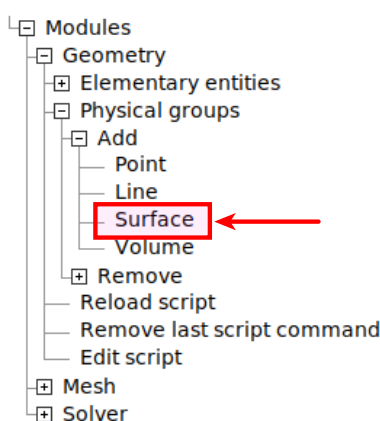 Modules
Geometry
Elementary entities
Physical groups
Add
Point
Line
Surface
Volume
Remove
Reload script
Remove last script command
Edit script
Mesh
Solver